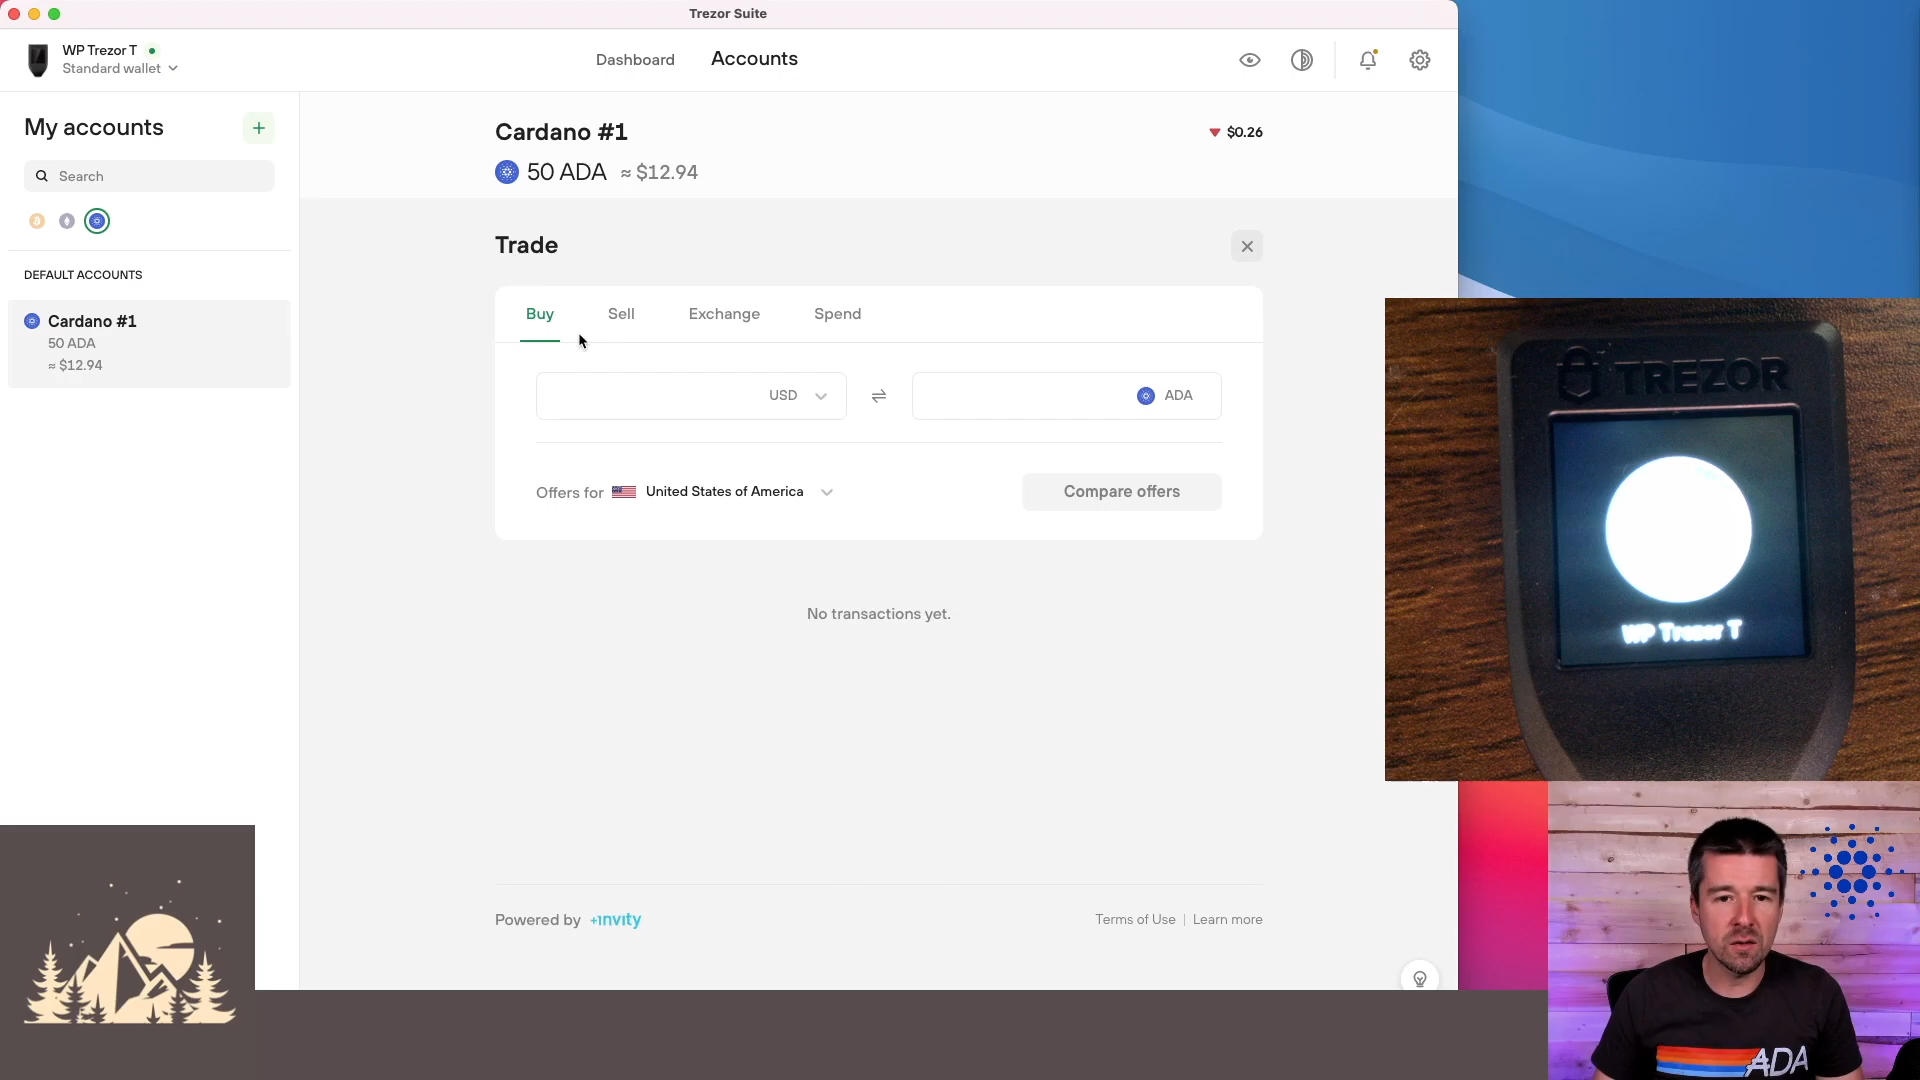 Trezor Suite
WP Trezor T
Standard wallet
Dashboard
Accounts
My accounts
Search
DEFAULT ACCOUNTS
Cardano #1
50 ADA
≈ $12.94
Cardano #1
$0.26
50 ADA ≈ $12.94
Trade
Buy
Sell
Exchange
Spend
USD
ADA
Offers for
United States of America
Compare offers
No transactions yet.
Powered by
invity
Terms of Use | Learn more
TREZOR
WP Trezor T
ADA